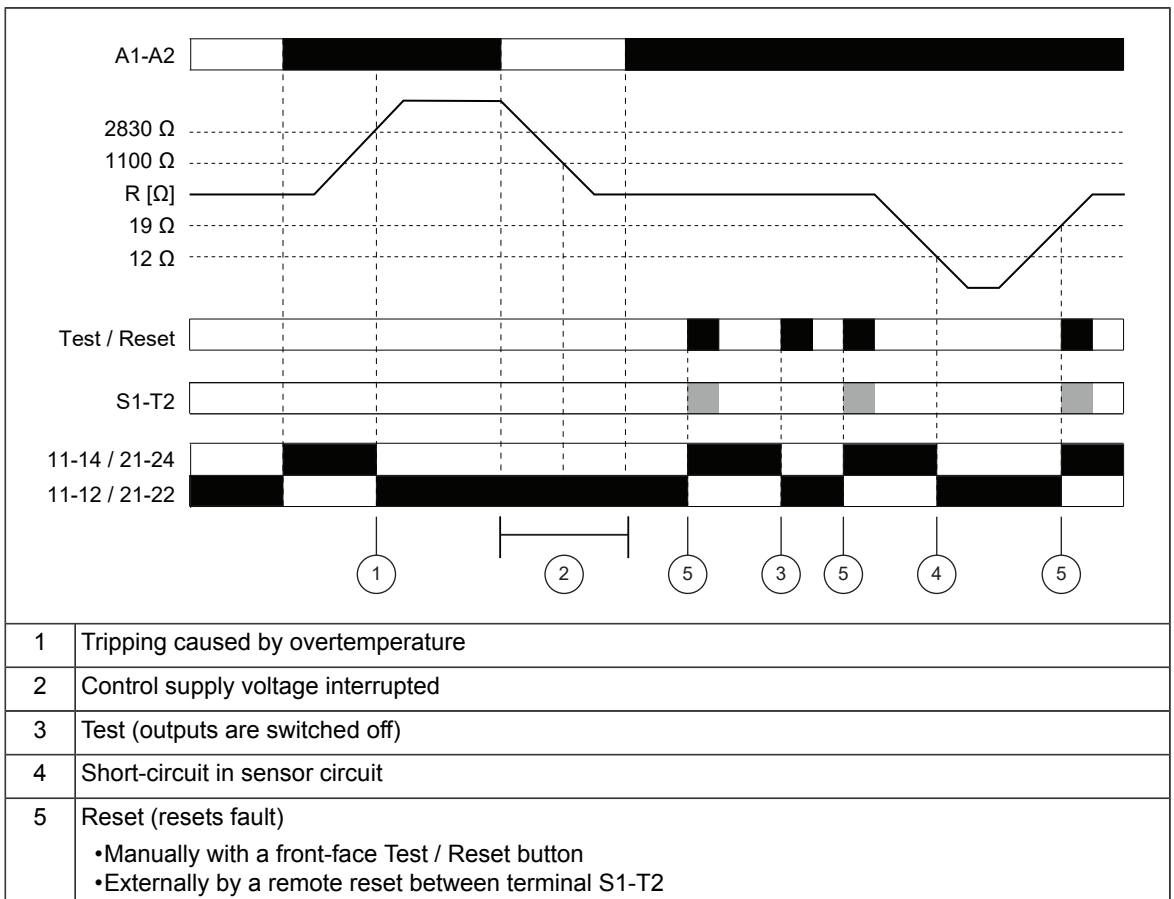 A1-A2
2830 Ω
1100 Ω
R [Ω]
19 Ω
12 Ω
Test / Reset
S1-T2
11-14 / 21-24
11-12 / 21-22
1
2
5
3
5
4
5
1 Tripping caused by overtemperature
2 Control supply voltage interrupted
3 Test (outputs are switched off)
4 Short-circuit in sensor circuit
5 Reset (resets fault)
•Manually with a front-face Test / Reset button
•Externally by a remote reset between terminal S1-T2